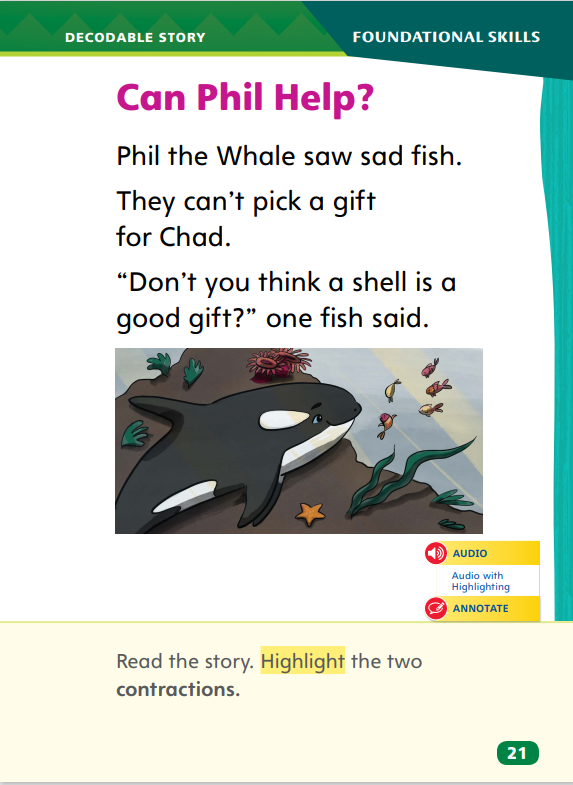 DECODABLE STORY
FOUNDATIONAL SKILLS
Can Phil Help?
Phil the Whale saw sad fish.
They can’t pick a gift
for Chad.
“Don’t you think a shell is a
good gift?” one fish said.
AUDIO
Audio with
Highlighting
ANNOTATE
Read the story. Highlight the two
contractions.
21